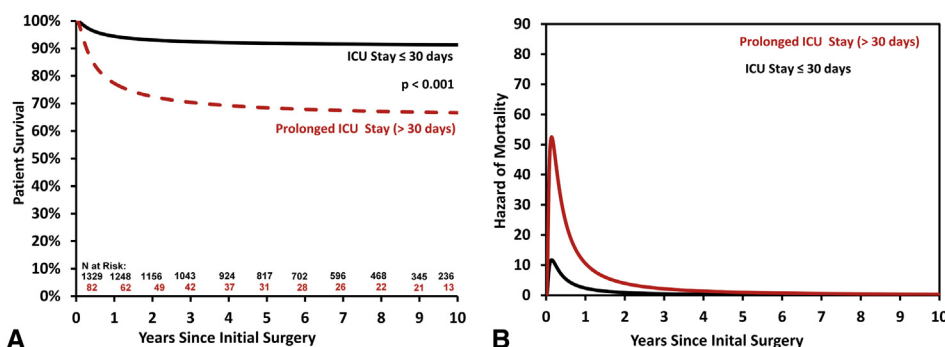 100%
90%
80%
70%
60%
50%
40%
30%
20%
10%
0%
Patient Survival
ICU Stay ≤ 30 days
p < 0.001
Prolonged ICU Stay (> 30 days)
N at Risk:
1329 1248 1156 1043 924 817 702 596 468 345 236
82 62 49 42 37 31 28 26 22 21 13
0 1 2 3 4 5 6 7 8 9 10
Years Since Initial Surgery
A
90
80
70
60
50
40
30
20
10
0
Hazard of Mortality
Prolonged ICU Stay (> 30 days)
ICU Stay ≤ 30 days
0 1 2 3 4 5 6 7 8 9 10
Years Since Inital Surgery
B